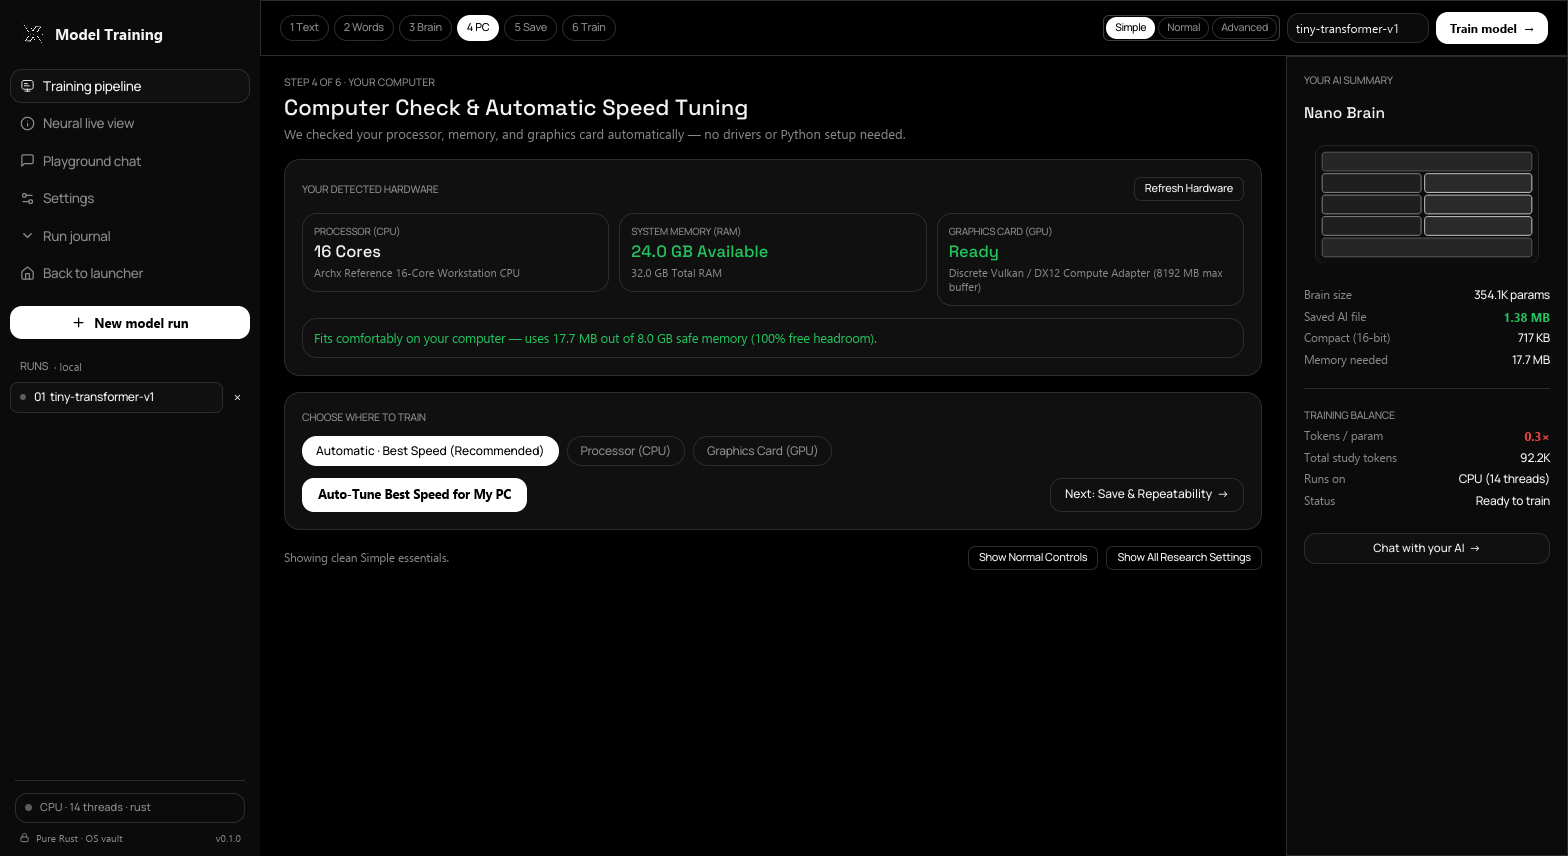 Model Training
Training pipeline
Neural live view
Playground chat
Settings
Run journal
Back to launcher
+ New model run
RUNS · local
01 tiny-transformer-v1 ×
CPU · 14 threads · rust
Pure Rust · OS vault v0.1.0
1 Text 2 Words 3 Brain 4 PC 5 Save 6 Train
Simple Normal Advanced tiny-transformer-v1 Train model →
STEP 4 OF 6 · YOUR COMPUTER
Computer Check & Automatic Speed Tuning
We checked your processor, memory, and graphics card automatically — no drivers or Python setup needed.
YOUR DETECTED HARDWARE Refresh Hardware
PROCESSOR (CPU)
16 Cores
Archx Reference 16-Core Workstation CPU
SYSTEM MEMORY (RAM)
24.0 GB Available
32.0 GB Total RAM
GRAPHICS CARD (GPU)
Ready
Discrete Vulkan / DX12 Compute Adapter (8192 MB max
buffer)
Fits comfortably on your computer — uses 17.7 MB out of 8.0 GB safe memory (100% free headroom).
CHOOSE WHERE TO TRAIN
Automatic · Best Speed (Recommended) Processor (CPU) Graphics Card (GPU)
Auto-Tune Best Speed for My PC Next: Save & Repeatability →
Showing clean Simple essentials. Show Normal Controls Show All Research Settings
YOUR AI SUMMARY
Nano Brain
Brain size 354.1K params
Saved AI file 1.38 MB
Compact (16-bit) 717 KB
Memory needed 17.7 MB
TRAINING BALANCE
Tokens / param 0.3×
Total study tokens 92.2K
Runs on CPU (14 threads)
Status Ready to train
Chat with your AI →